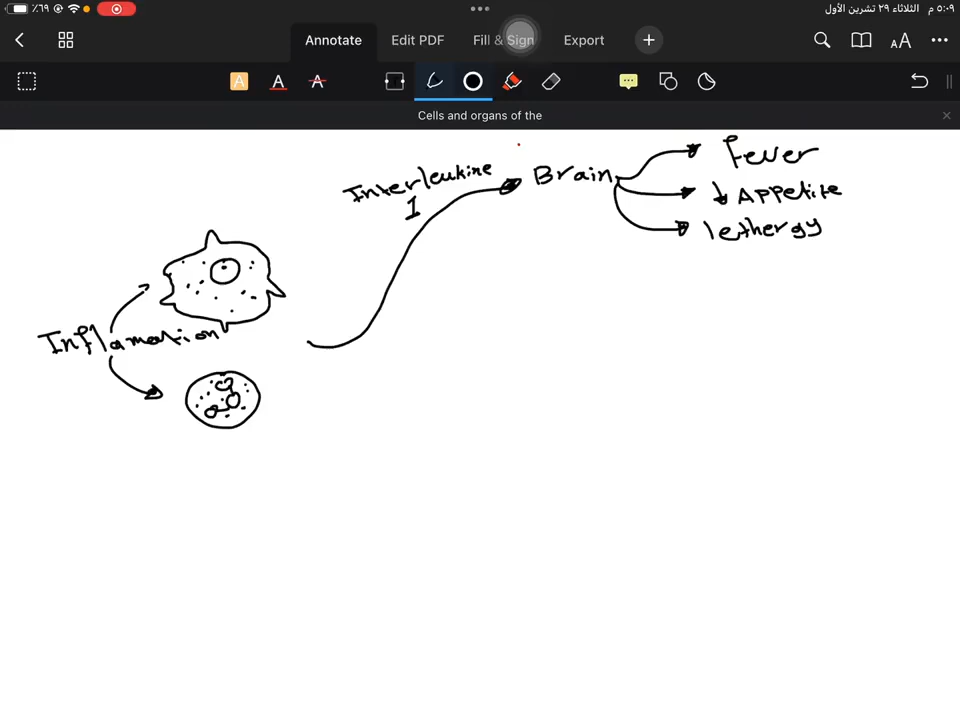 ٪٦٩
٥:٠٩ م الثلاثاء ٢٩ تشرين الأول
Annotate
Edit PDF
Fill & Sign
Export
AA
A
A
A
Cells and organs of the
Interleukine
1
Brain
fever
↓ Appetite
lethergy
Inflamation